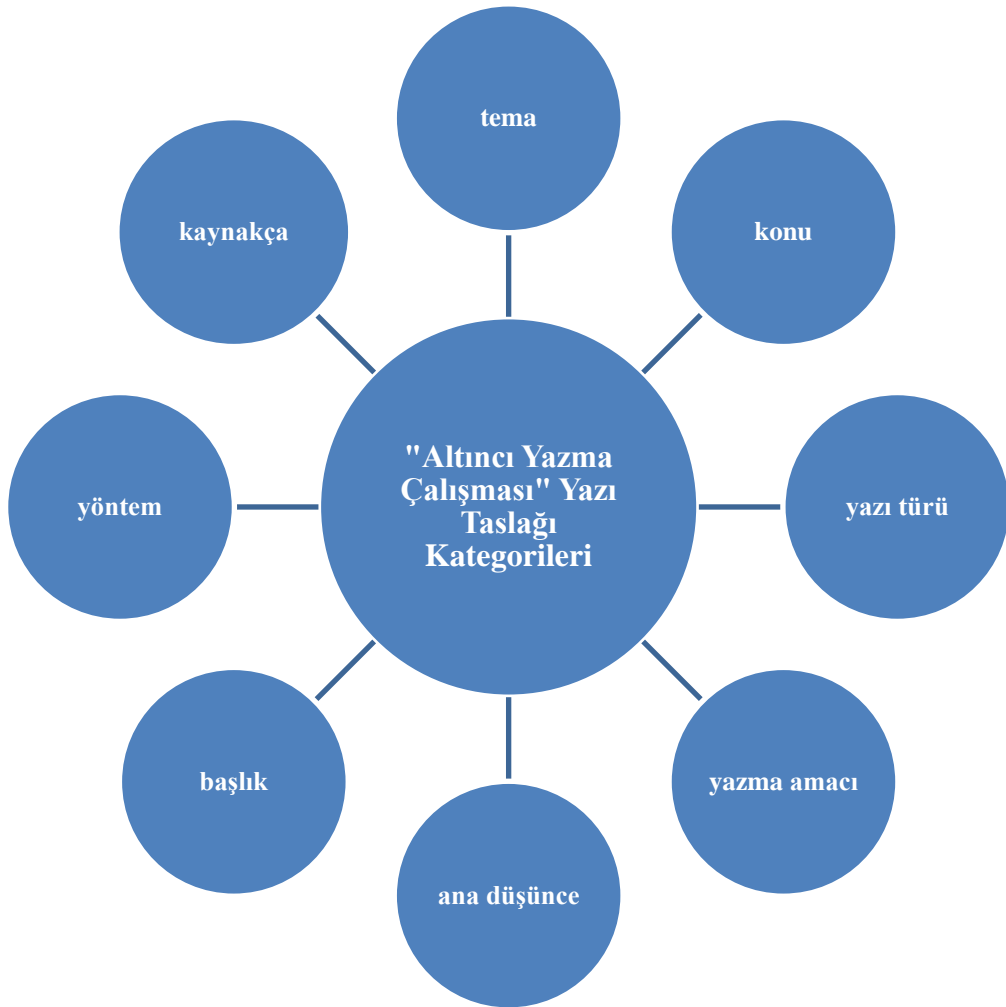 tema
kaynakça
konu
"Altıncı Yazma
Çalışması" Yazı
Taslağı
Kategorileri
yöntem
yazı türü
başlık
yazma amacı
ana düşünce